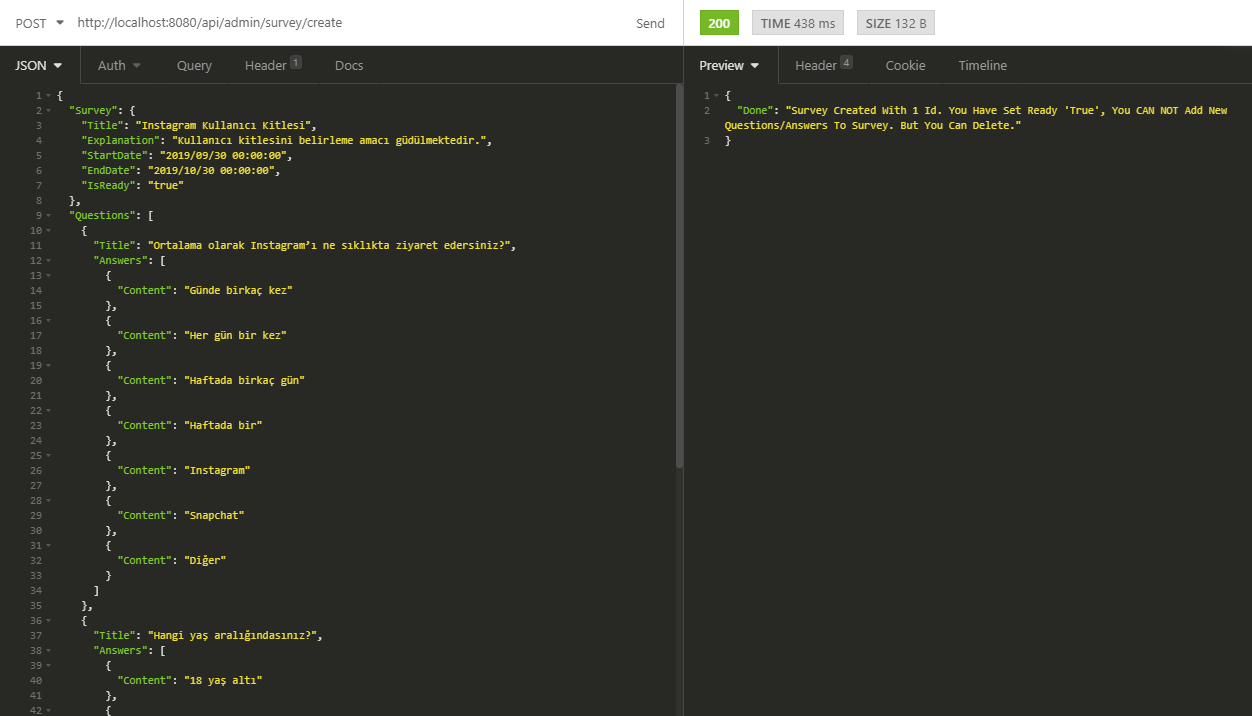 POST http://localhost:8080/api/admin/survey/create Send 200 TIME 438 ms SIZE 132 B
JSON Auth Query Header 1 Docs
1 {
2 "Survey": {
3 "Title": "Instagram Kullanıcı Kitlesi",
4 "Explanation": "Kullanıcı kitlesini belirleme amacı güdülmektedir.",
5 "StartDate": "2019/09/30 00:00:00",
6 "EndDate": "2019/10/30 00:00:00",
7 "IsReady": "true"
8 },
9 "Questions": [
10 {
11 "Title": "Ortalama olarak Instagram’ı ne sıklıkta ziyaret edersiniz?",
12 "Answers": [
13 {
14 "Content": "Günde birkaç kez"
15 },
16 {
17 "Content": "Her gün bir kez"
18 },
19 {
20 "Content": "Haftada birkaç gün"
21 },
22 {
23 "Content": "Haftada bir"
24 },
25 {
26 "Content": "Instagram"
27 },
28 {
29 "Content": "Snapchat"
30 },
31 {
32 "Content": "Diğer"
33 }
34 ]
35 },
36 {
37 "Title": "Hangi yaş aralığındasınız?",
38 "Answers": [
39 {
40 "Content": "18 yaş altı"
41 },
42 {
Preview Header 4 Cookie Timeline
1 {
2 "Done": "Survey Created With 1 Id. You Have Set Ready 'True', You CAN NOT Add New
Questions/Answers To Survey. But You Can Delete."
3 }